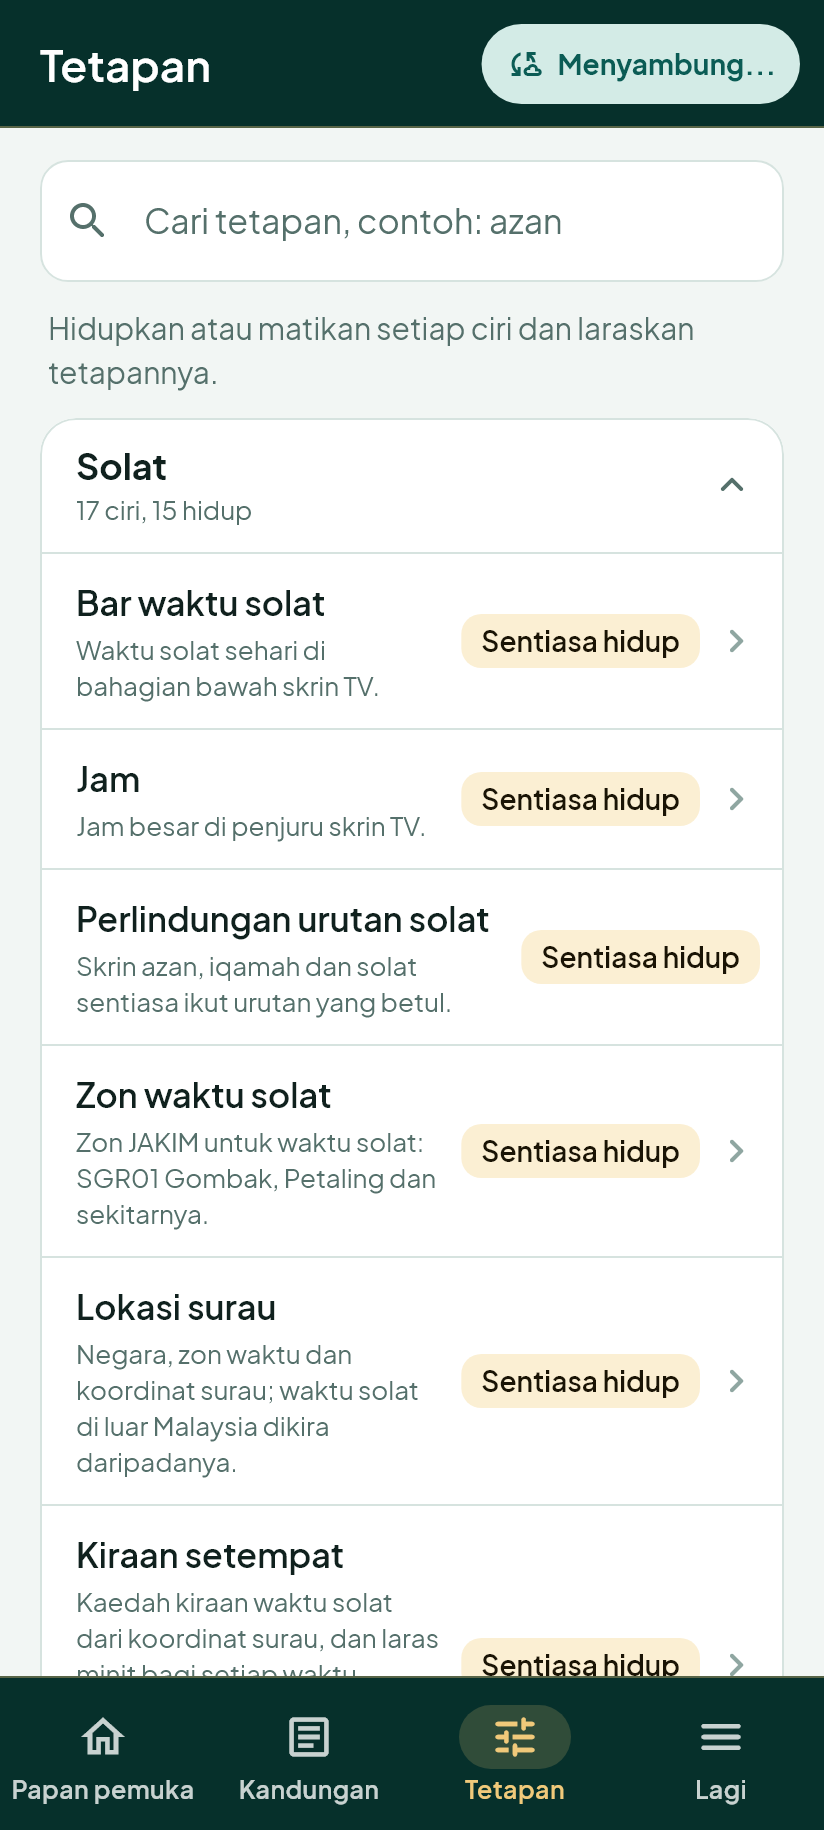 Tetapan
Menyambung...
Cari tetapan, contoh: azan
Hidupkan atau matikan setiap ciri dan laraskan
tetapannya.
Solat
17 ciri, 15 hidup
Bar waktu solat
Waktu solat sehari di
bahagian bawah skrin TV.
Sentiasa hidup
Jam
Jam besar di penjuru skrin TV.
Sentiasa hidup
Perlindungan urutan solat
Skrin azan, iqamah dan solat
sentiasa ikut urutan yang betul.
Sentiasa hidup
Zon waktu solat
Zon JAKIM untuk waktu solat:
SGR01 Gombak, Petaling dan
sekitarnya.
Sentiasa hidup
Lokasi surau
Negara, zon waktu dan
koordinat surau; waktu solat
di luar Malaysia dikira
daripadanya.
Sentiasa hidup
Kiraan setempat
Kaedah kiraan waktu solat
dari koordinat surau, dan laras
minit bagi setiap waktu
Sentiasa hidup
Papan pemuka
Kandungan
Tetapan
Lagi